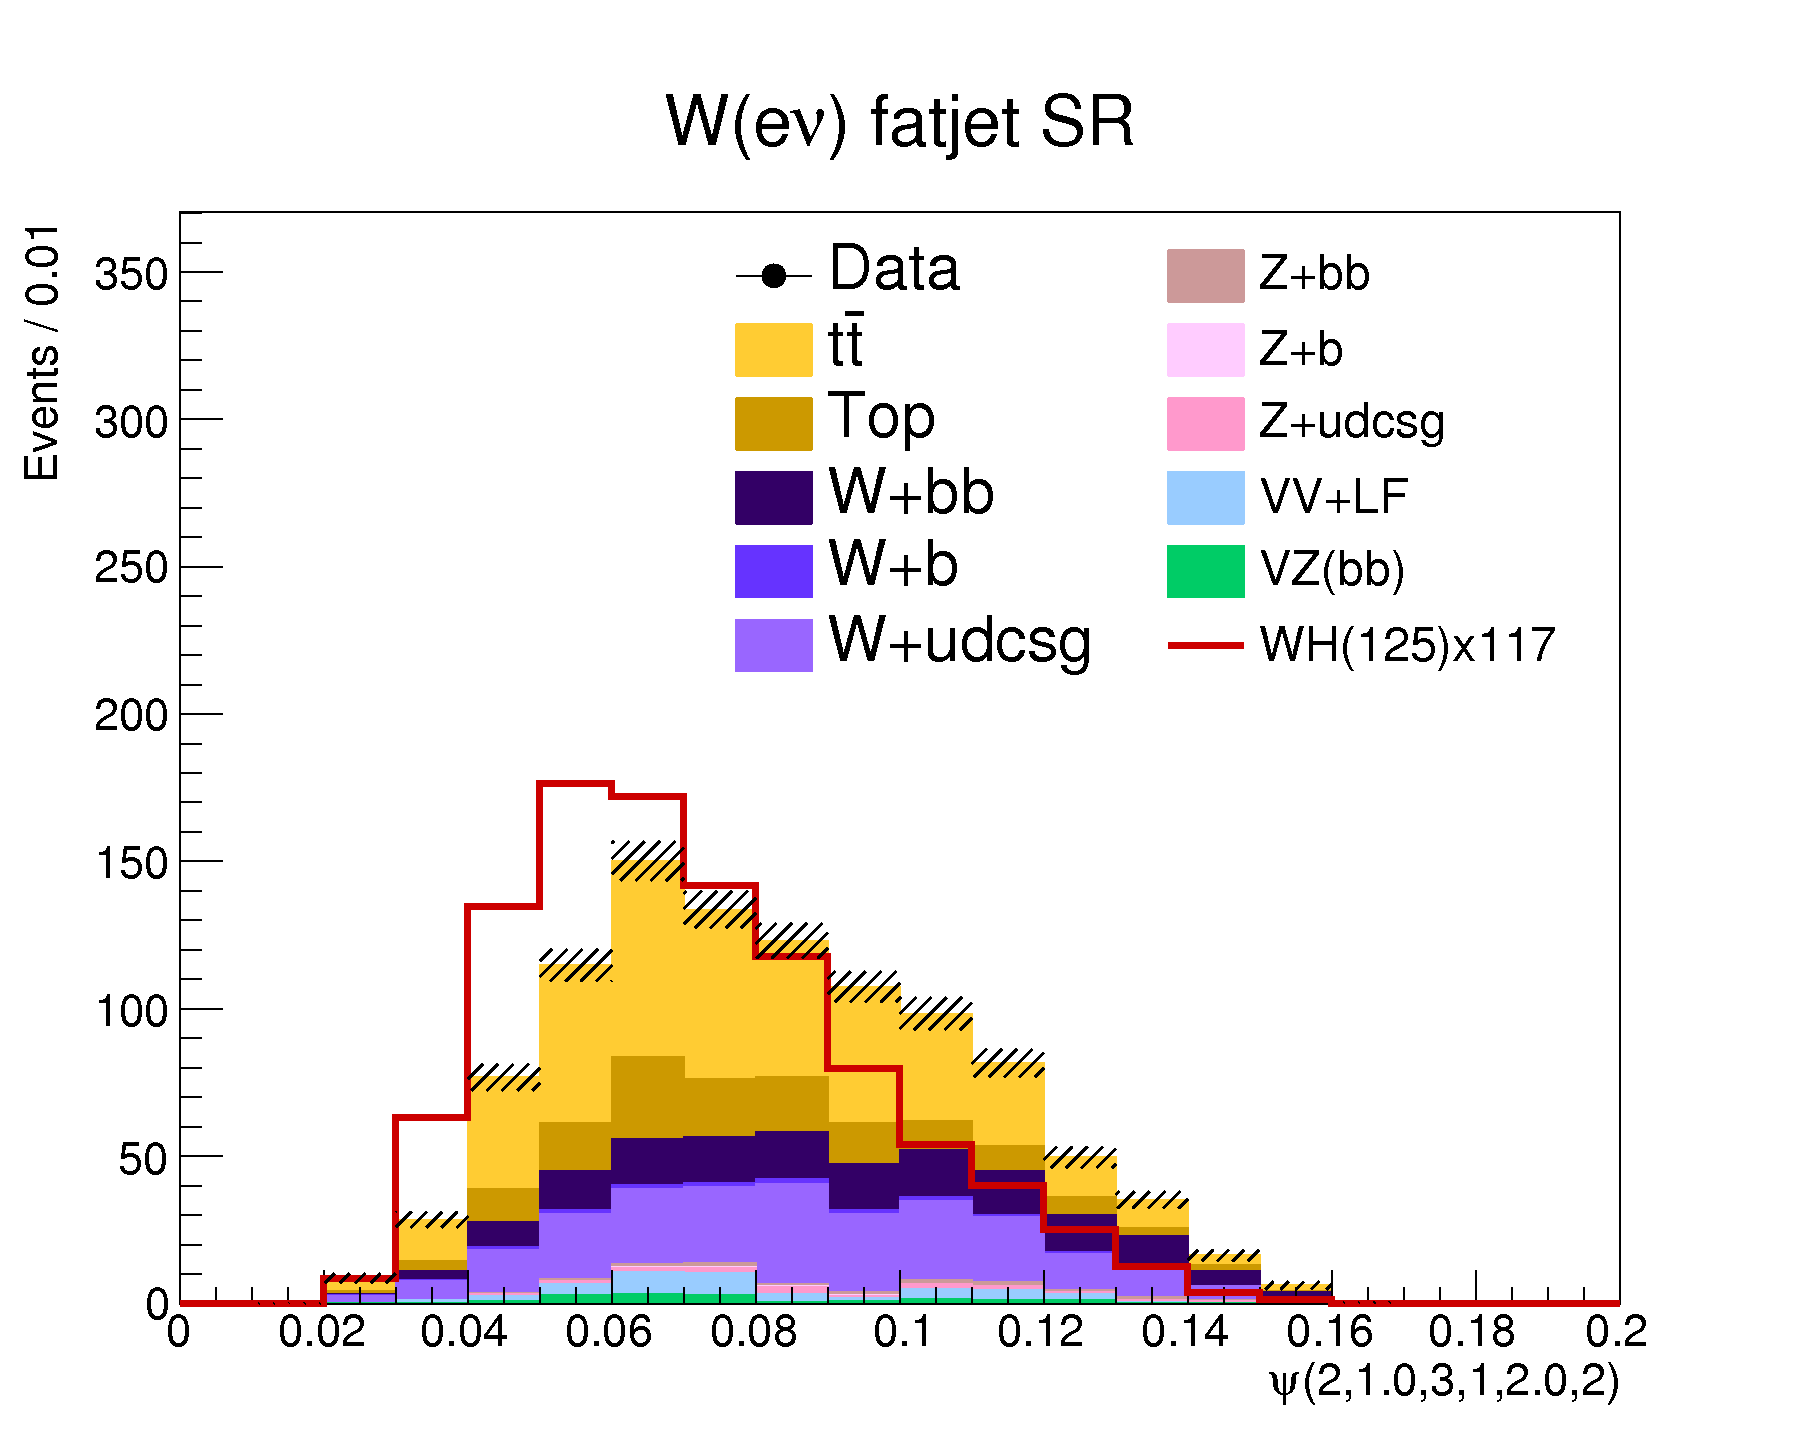 W(eν) fatjet SR
Events / 0.01
350
300
250
200
150
100
50
0
Data
tt̄
Top
W+bb
W+b
W+udcsg
Z+bb
Z+b
Z+udcsg
VV+LF
VZ(bb)
WH(125)x117
0 0.02 0.04 0.06 0.08 0.1 0.12 0.14 0.16 0.18 0.2
ψ(2,1.0,3,1,2.0,2)